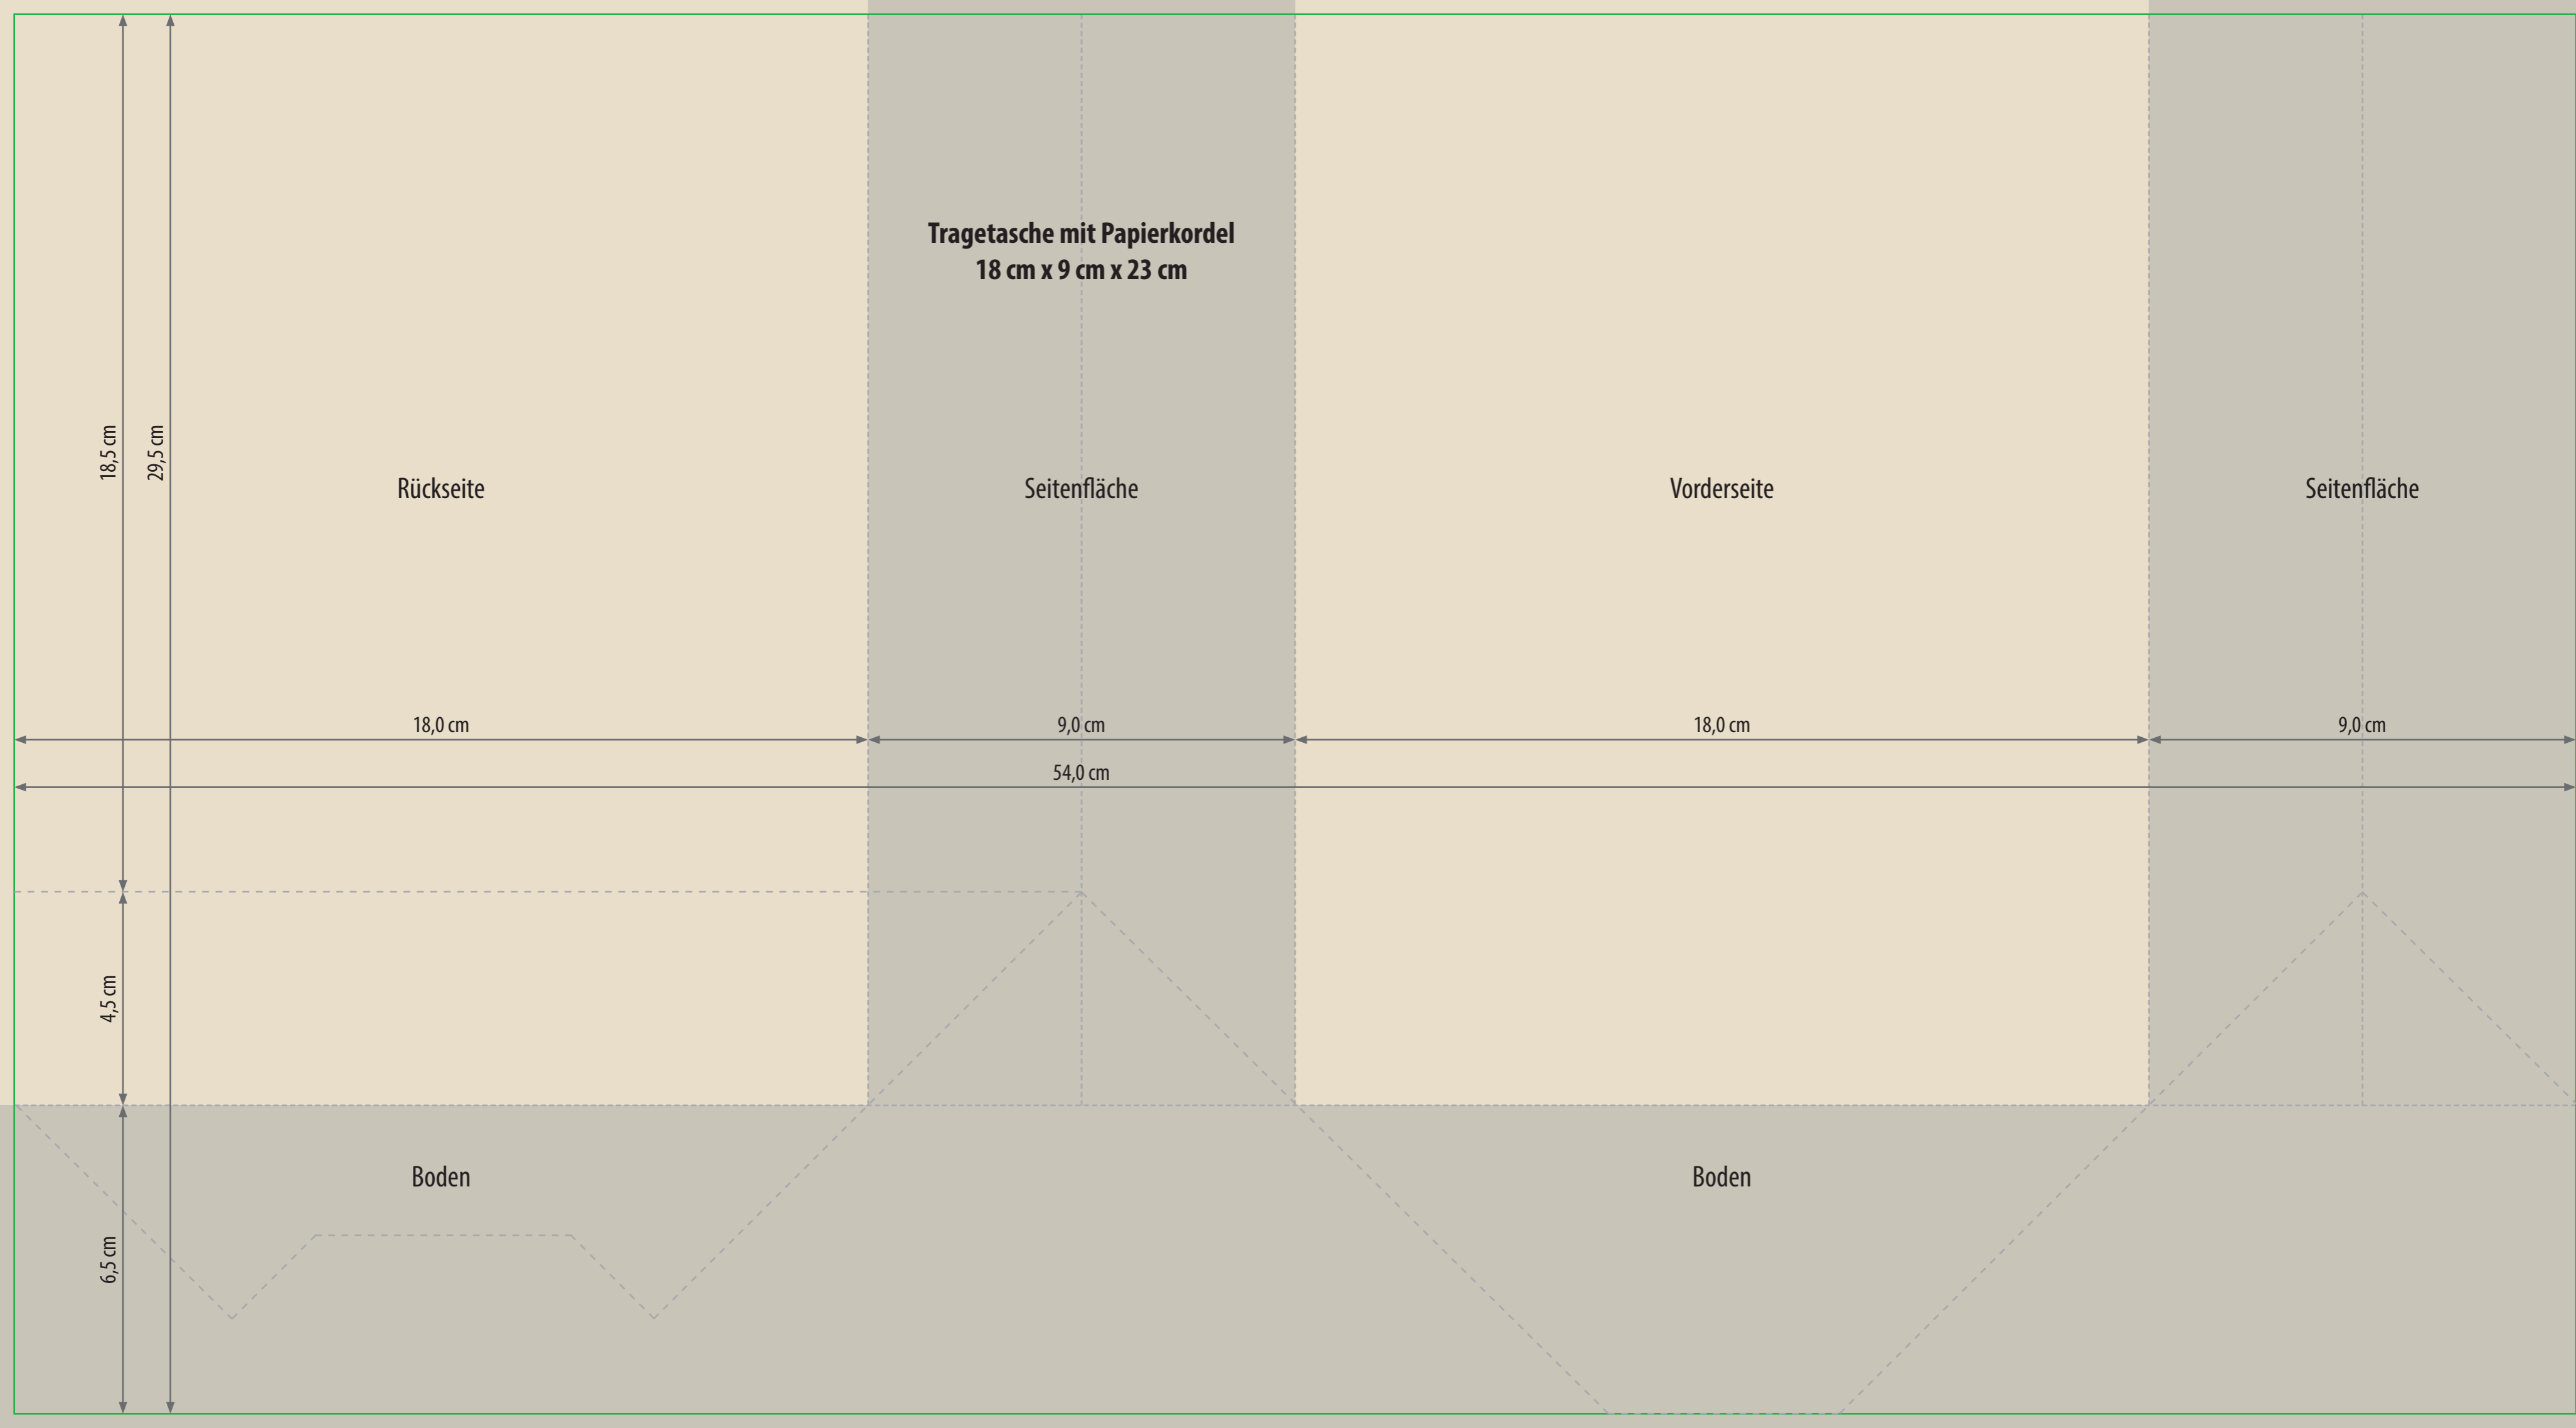 Tragetasche mit Papierkordel
18 cm x 9 cm x 23 cm
18,5 cm
29,5 cm
Rückseite
Seitenfläche
Vorderseite
Seitenfläche
18,0 cm
9,0 cm
18,0 cm
9,0 cm
54,0 cm
4,5 cm
Boden
Boden
6,5 cm